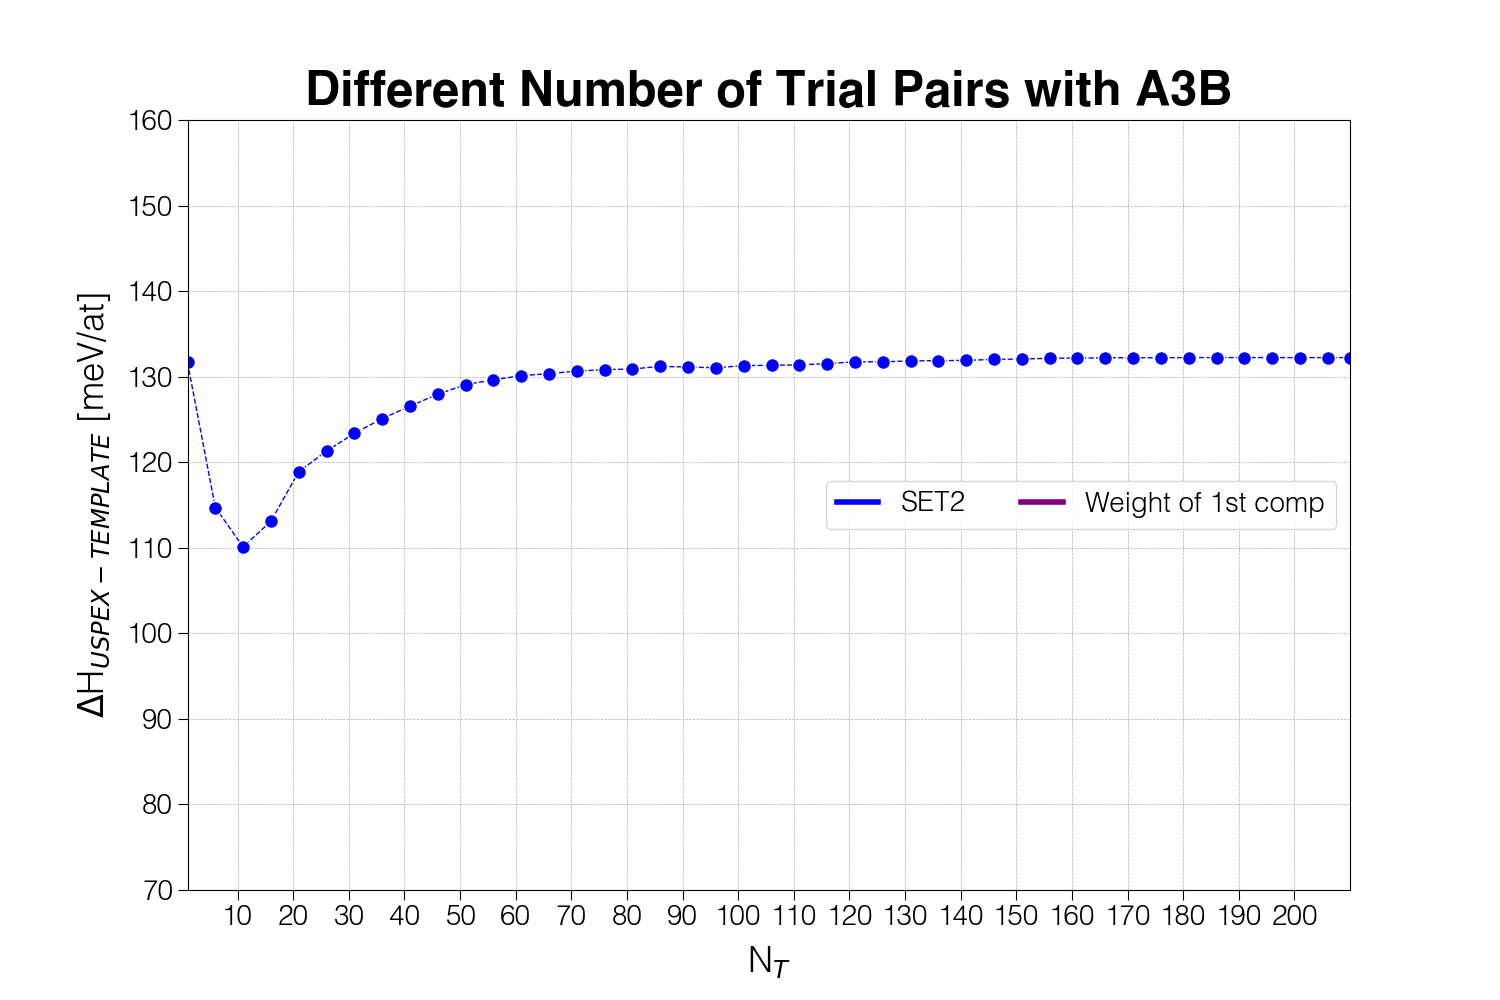 Different Number of Trial Pairs with A3B
160
150
140
130
120
110
100
90
80
70
ΔH_{USPEX − TEMPLATE} [meV/at]
SET2 Weight of 1st comp
10 20 30 40 50 60 70 80 90 100 110 120 130 140 150 160 170 180 190 200
N_T